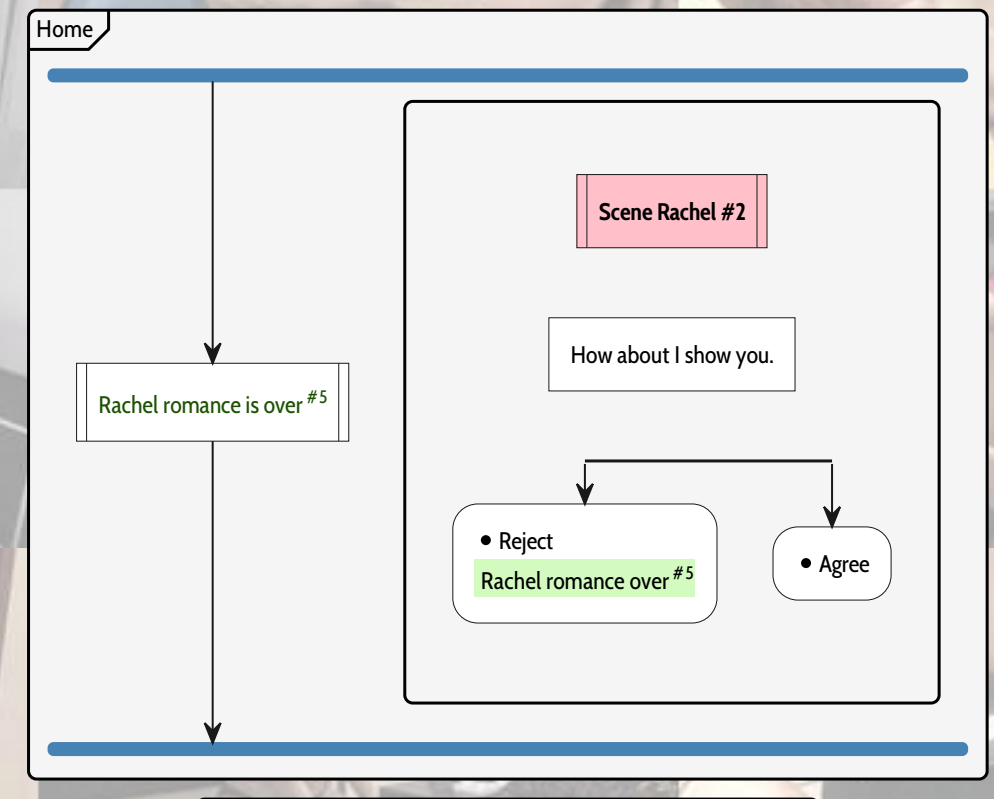 Home
Scene Rachel #2
How about I show you.
Rachel romance is over #5
• Reject
Rachel romance over #5
• Agree